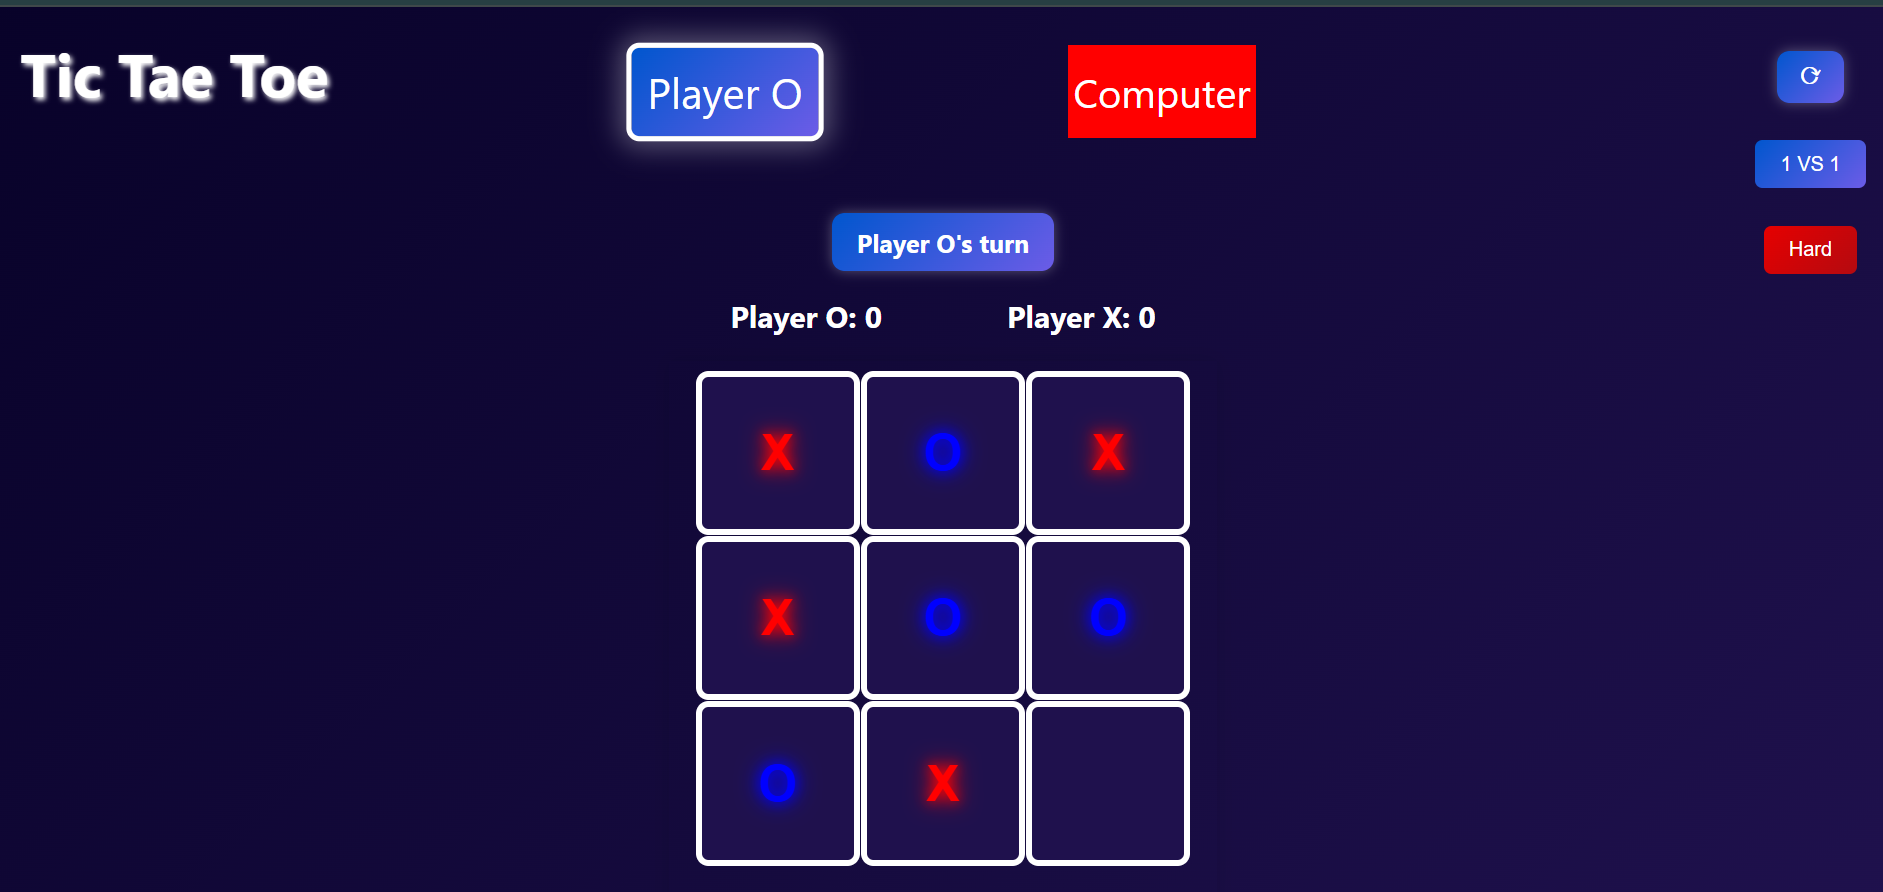 Tic Tae Toe
Player O
Computer
⟳
1 VS 1
Player O's turn
Hard
Player O: 0 Player X: 0
X O X
X O O
O X